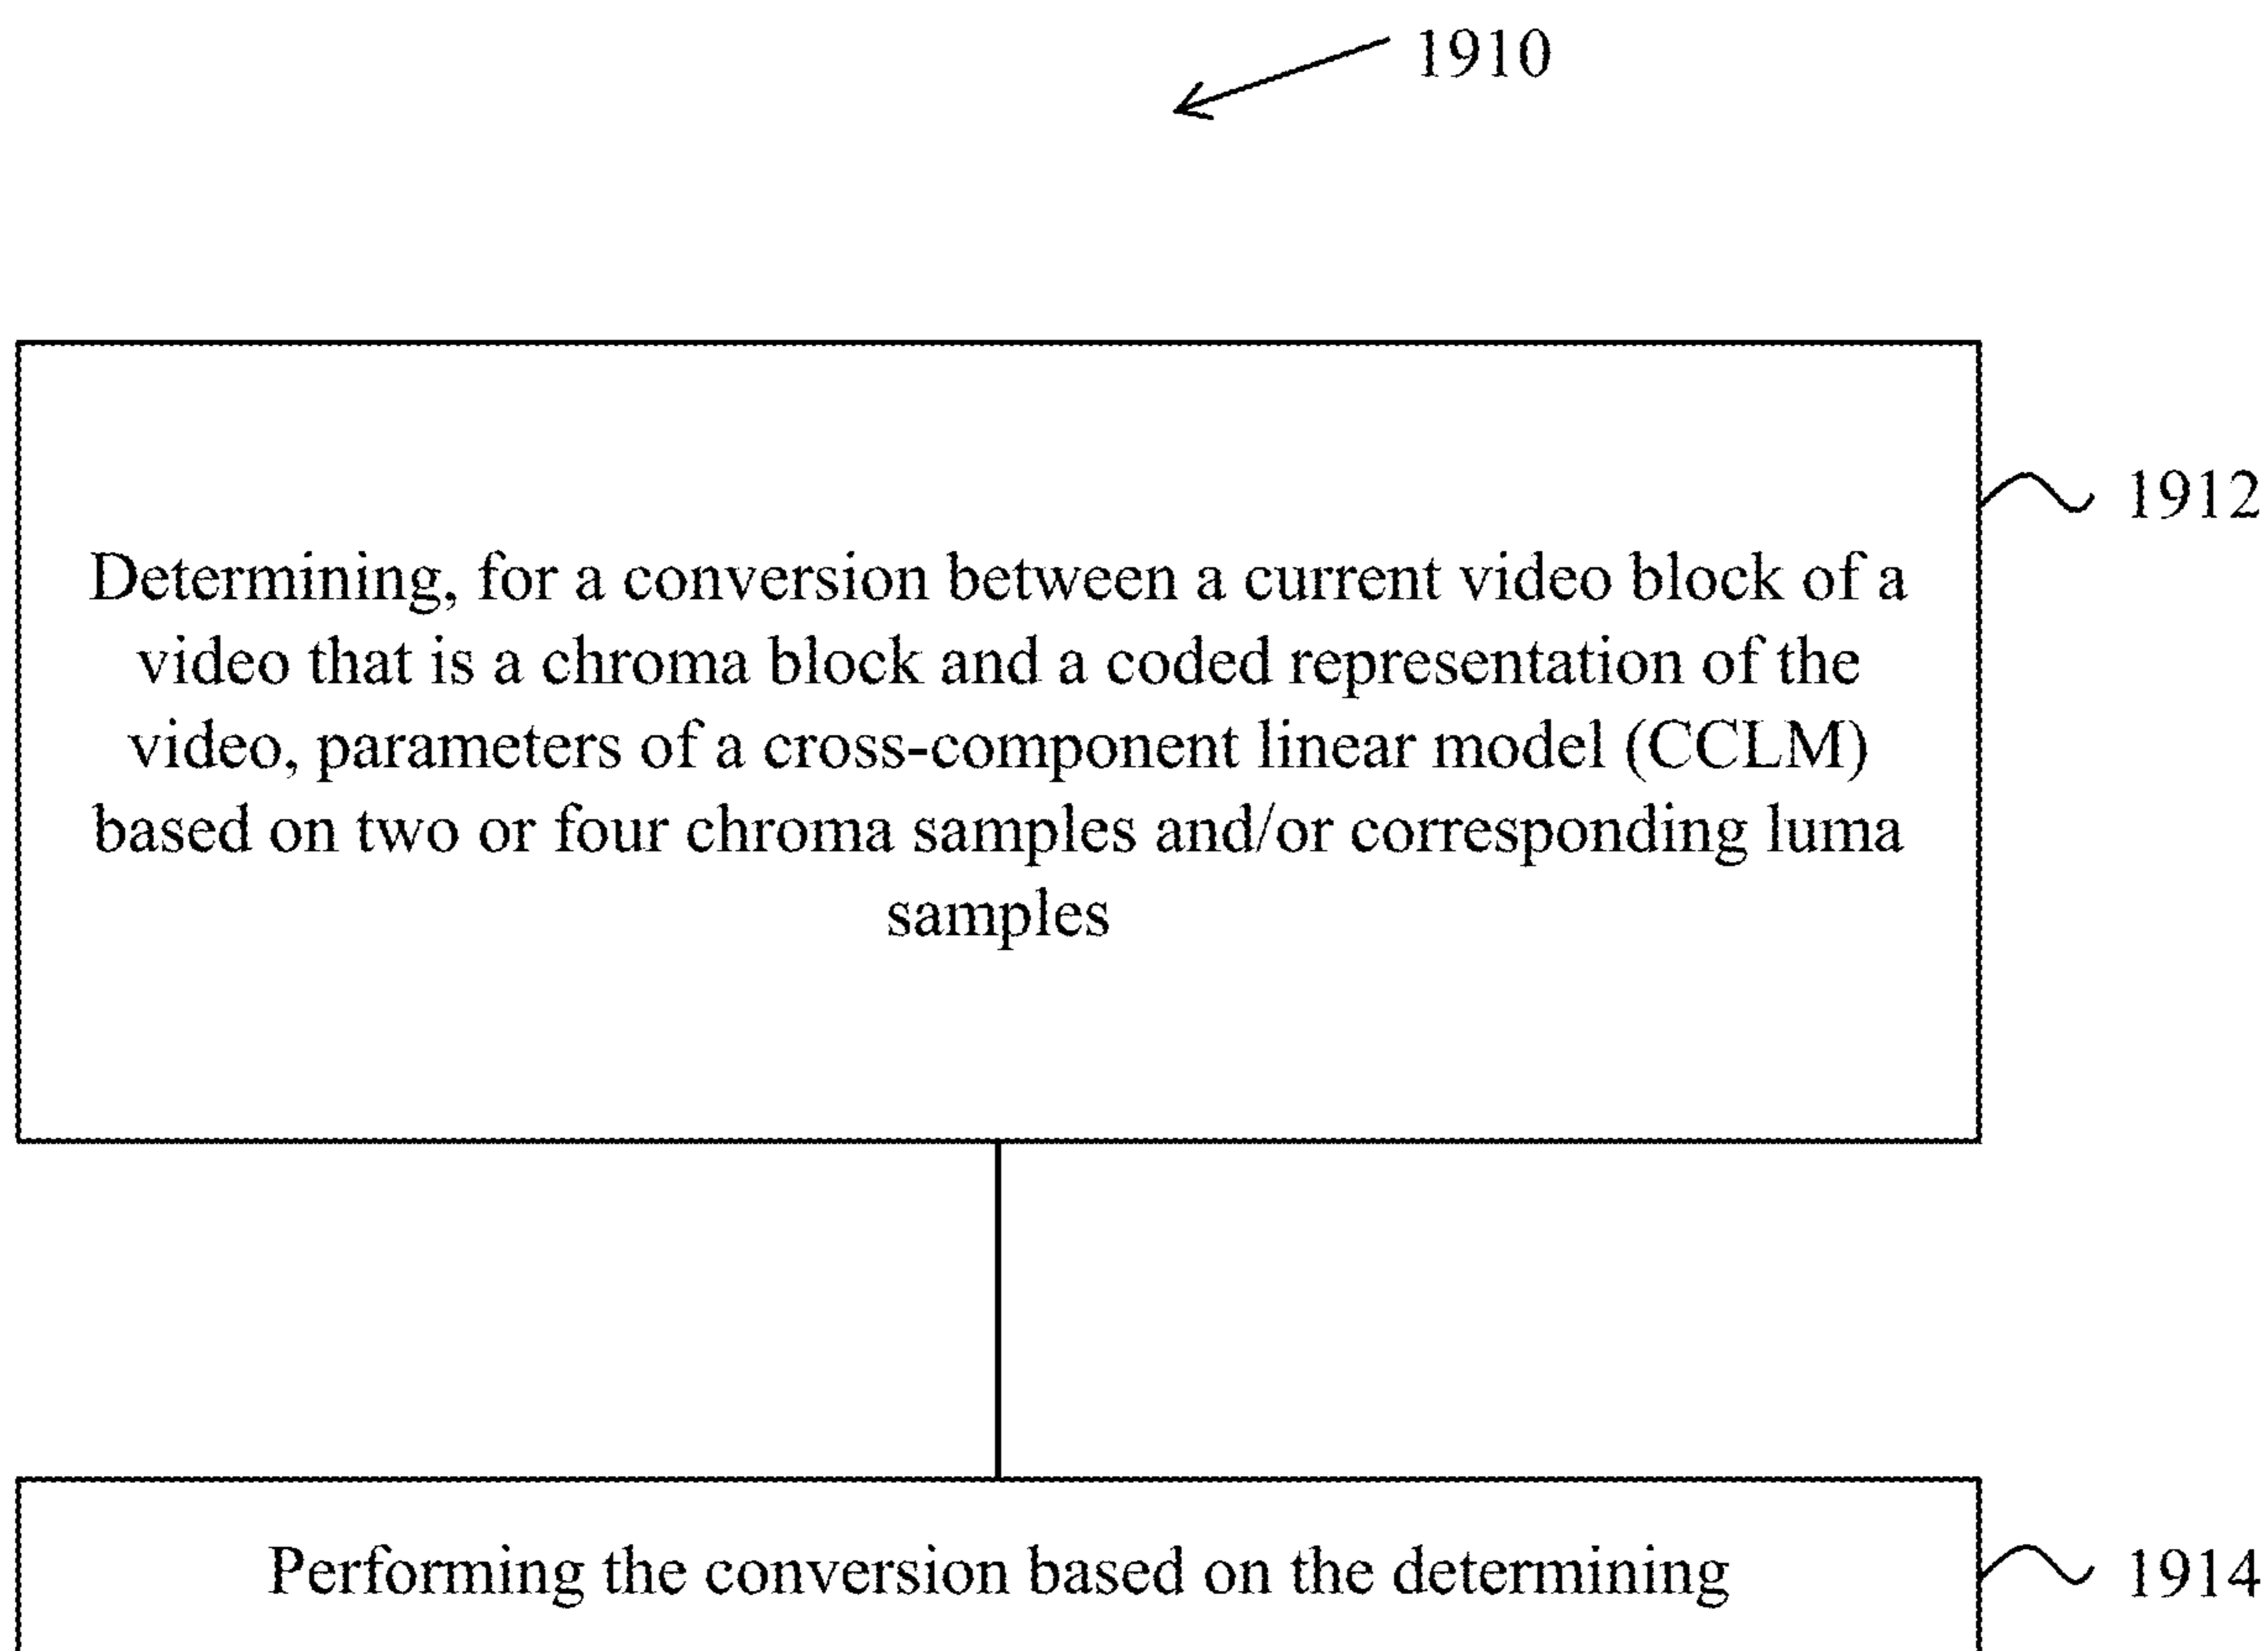 1910
1912
Determining, for a conversion between a current video block of a
video that is a chroma block and a coded representation of the
video, parameters of a cross-component linear model (CCLM)
based on two or four chroma samples and/or corresponding luma
samples
Performing the conversion based on the determining
1914